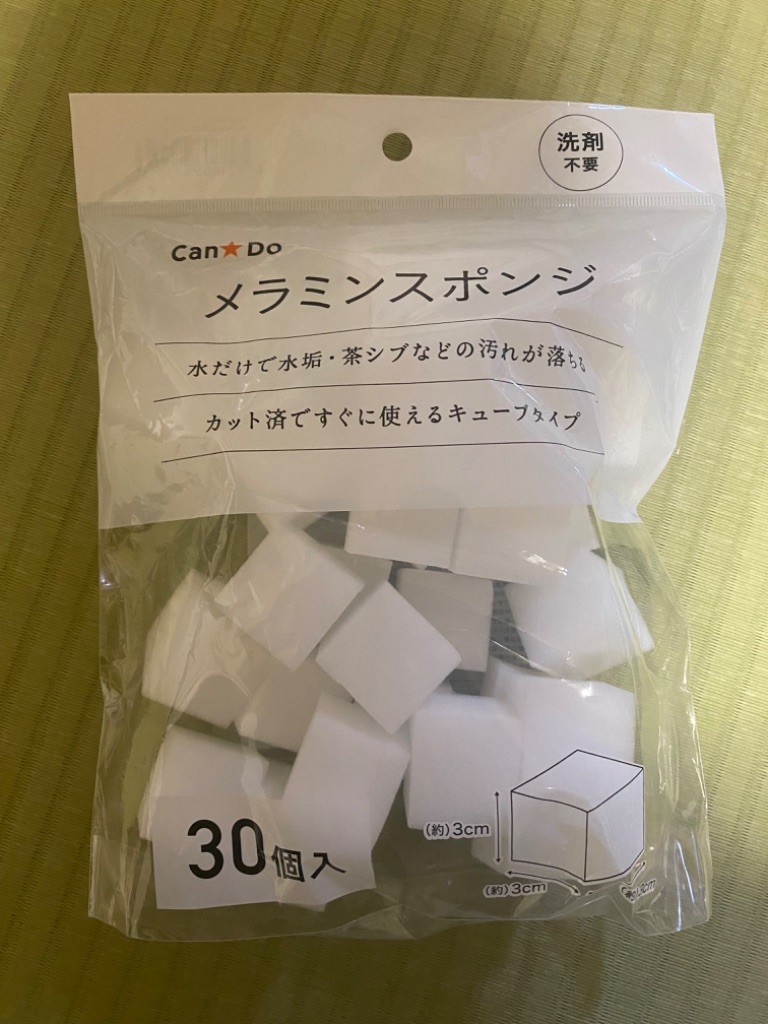 洗剤
不要
Can★Do
メラミンスポンジ
水だけで水垢・茶シブなどの汚れが落ちる
カット済ですぐに使えるキューブタイプ
(約)3cm
30個入
(約)3cm
(約)3cm